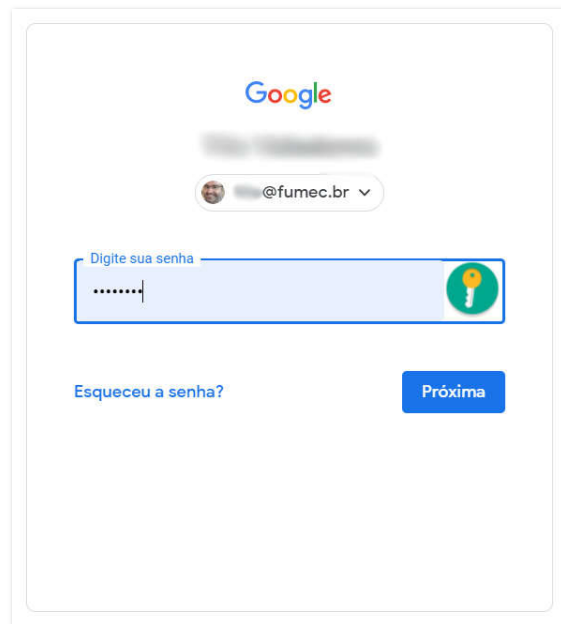 Google
@fumec.br
Digite sua senha
Esqueceu a senha?
Próxima